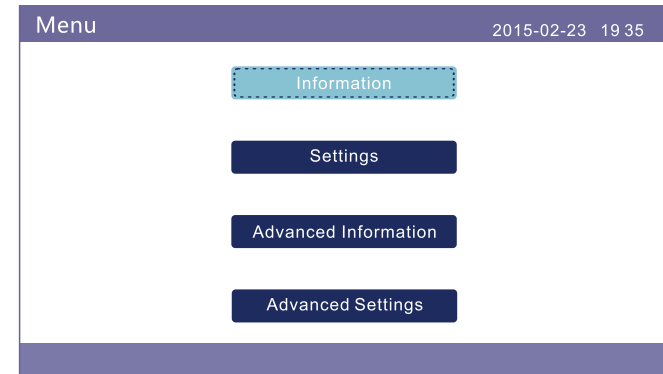 Menu
2015-02-23 19 35
Information
Settings
Advanced Information
Advanced Settings